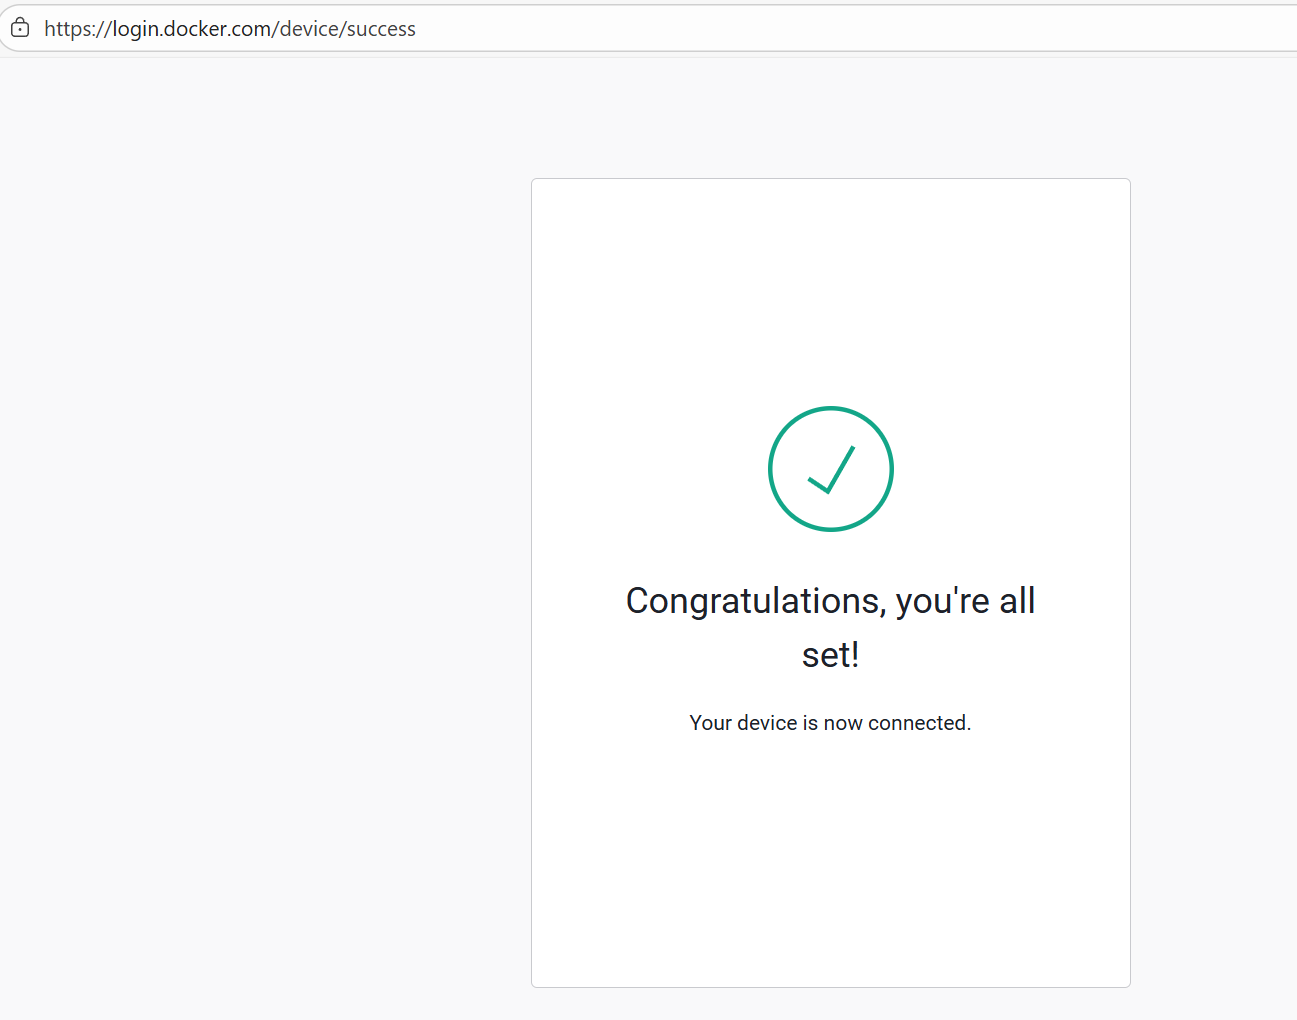 https://login.docker.com/device/success
Congratulations, you're all
set!
Your device is now connected.